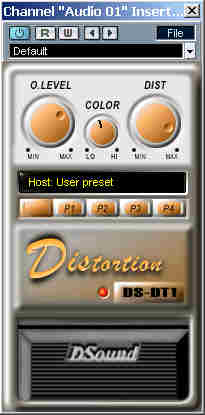 Channel "Audio 01" Insert...
R W File
Default
O.LEVEL DIST
COLOR
MIN MAX LO HI MIN MAX
Host: User preset
P1 P2 P3 P4
Distortion
DS-DT1
DSound